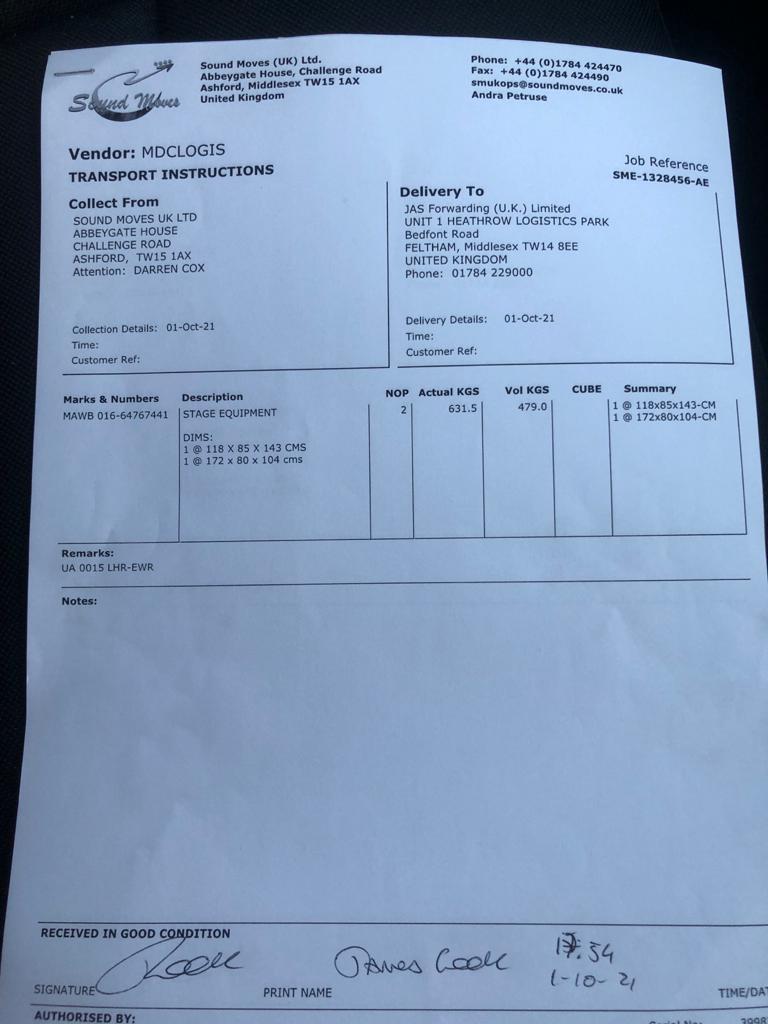 Sound Moves
Sound Moves (UK) Ltd.
Abbeygate House, Challenge Road
Ashford, Middlesex TW15 1AX
United Kingdom
Phone: +44 (0)1784 424470
Fax: +44 (0)1784 424490
smukops@soundmoves.co.uk
Andra Petruse
Vendor: MDCLOGIS
TRANSPORT INSTRUCTIONS
Job Reference
SME-1328456-AE
Collect From
SOUND MOVES UK LTD
ABBEYGATE HOUSE
CHALLENGE ROAD
ASHFORD, TW15 1AX
Attention: DARREN COX
Collection Details: 01-Oct-21
Time:
Customer Ref:
Delivery To
JAS Forwarding (U.K.) Limited
UNIT 1 HEATHROW LOGISTICS PARK
Bedfont Road
FELTHAM, Middlesex TW14 8EE
UNITED KINGDOM
Phone: 01784 229000
Delivery Details: 01-Oct-21
Time:
Customer Ref:
Marks & Numbers Description NOP Actual KGS Vol KGS CUBE Summary
MAWB 016-64767441 STAGE EQUIPMENT 2 631.5 479.0 1 @ 118x85x143-CM
1 @ 172x80x104-CM
DIMS:
1 @ 118 X 85 X 143 CMS
1 @ 172 x 80 x 104 cms
Remarks:
UA 0015 LHR-EWR
Notes:
RECEIVED IN GOOD CONDITION
James Cook 17:54
1-10-21
SIGNATURE PRINT NAME TIME/DAT
AUTHORISED BY: